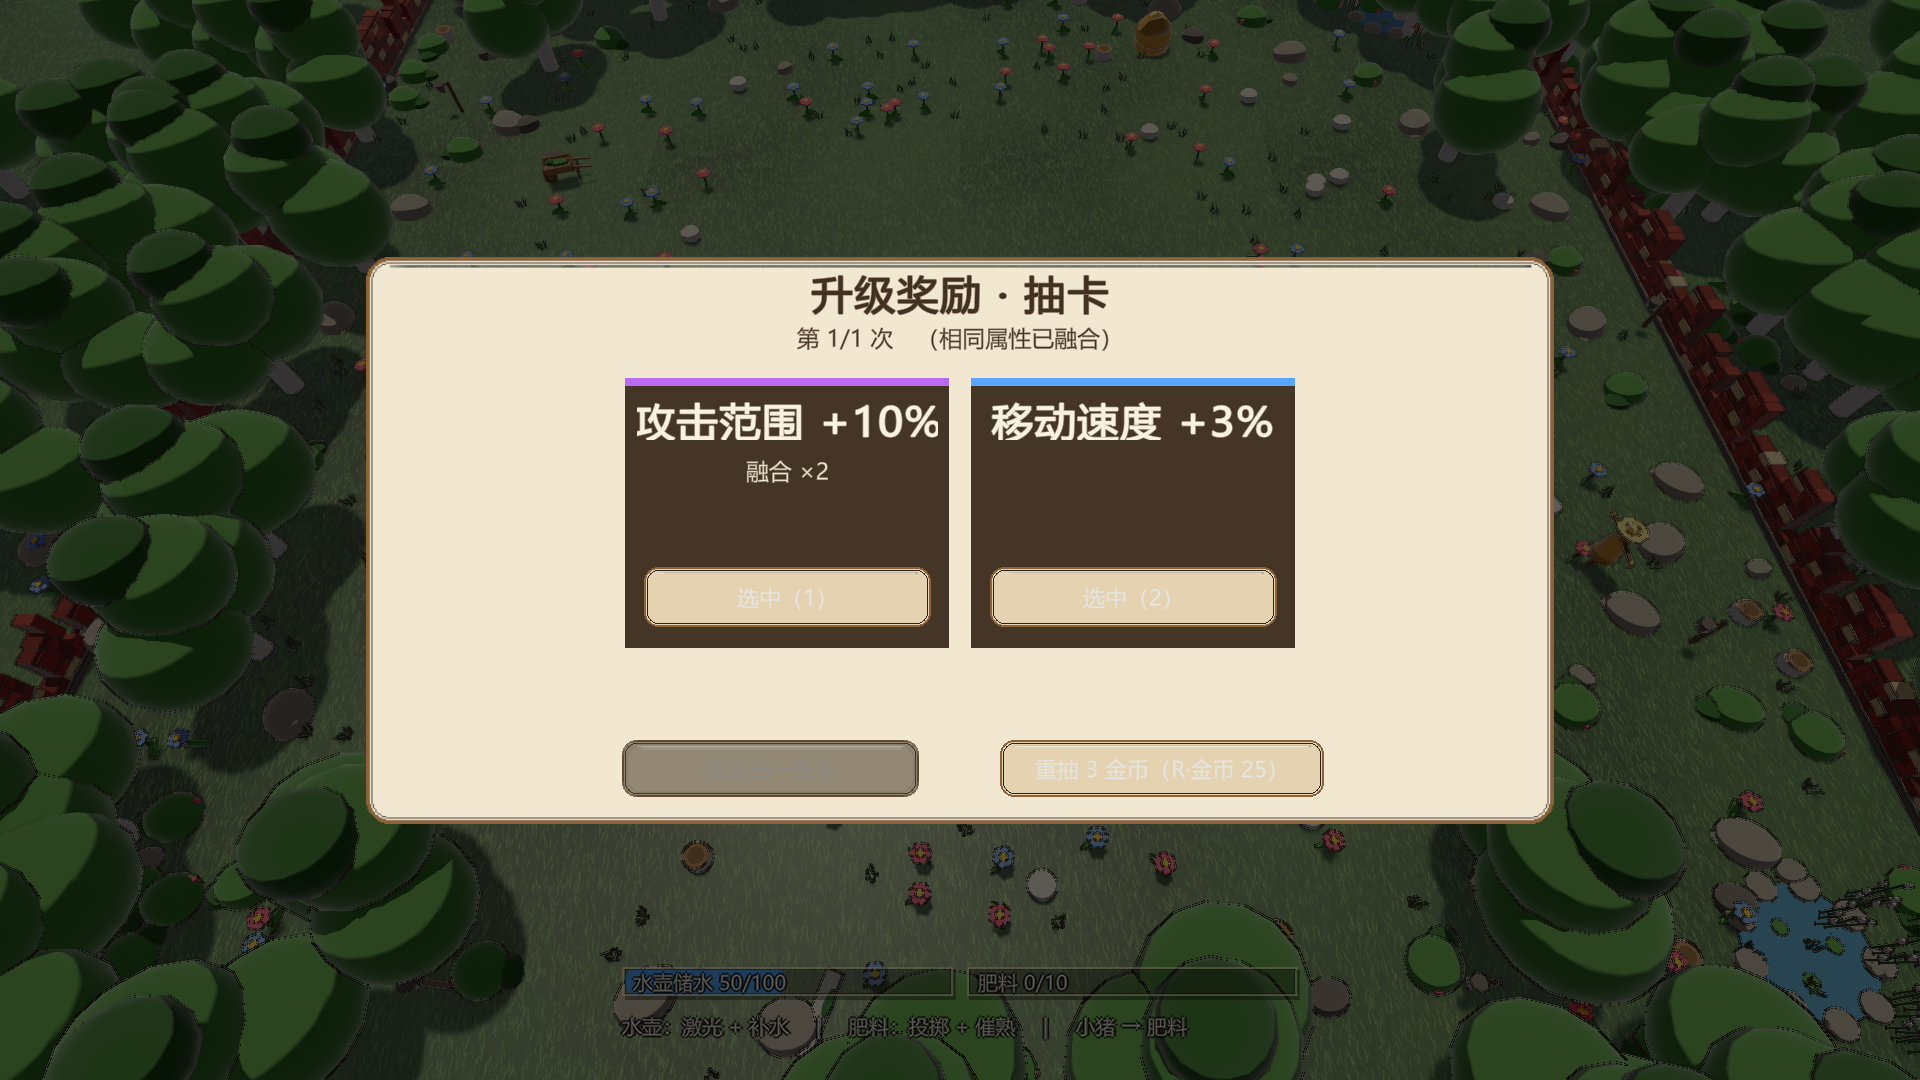 升级奖励 · 抽卡
第 1/1 次 （相同属性已融合）
攻击范围 +10%
融合 ×2
选中（1）
移动速度 +3%
选中（2）
重抽 3 金币（R·金币 25）
水壶储水 50/100
肥料 0/10
水壶：激光 + 补水 | 肥料：投掷 + 催熟 | 小猪 → 肥料